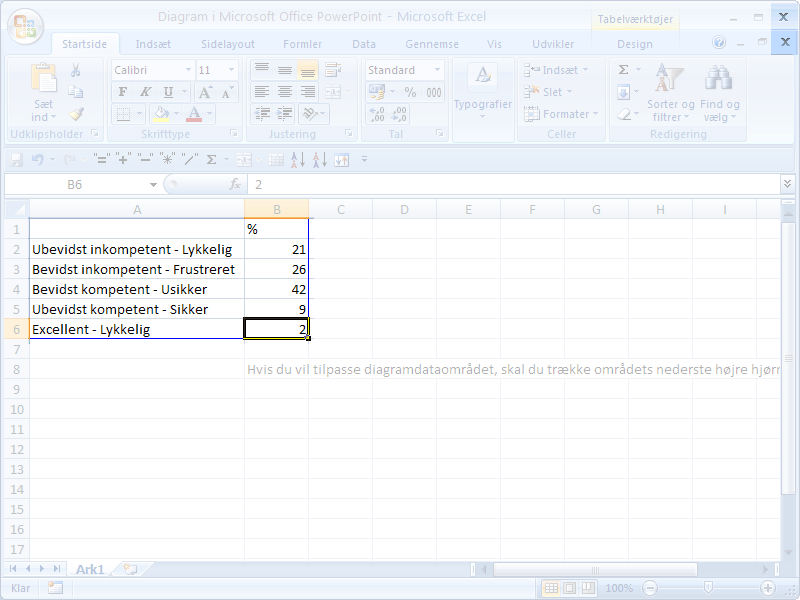 Diagram i Microsoft Office PowerPoint - Microsoft Excel
Tabelværktøjer
Startside Indsæt Sidelayout Formler Data Gennemse Vis Udvikler Design
Calibri 11 Standard Indsæt Σ
Sæt ind F K U A A % 000 Typografier Slet Sorter og filtrer Find og vælg
A A ,00 ,00 Formater
Udklipsholder Skrifttype Justering Tal Celler Redigering
"=" "+" "-" "*" "/" Σ
B6 fx 2
A B C D E F G H I
1 %
2 Ubevidst inkompetent - Lykkelig 21
3 Bevidst inkompetent - Frustreret 26
4 Bevidst kompetent - Usikker 42
5 Ubevidst kompetent - Sikker 9
6 Excellent - Lykkelig 2
7
8 Hvis du vil tilpasse diagramdataområdet, skal du trække områdets nederste højre hjørn
9
10
11
12
13
14
15
16
17
Ark1
Klar 100%